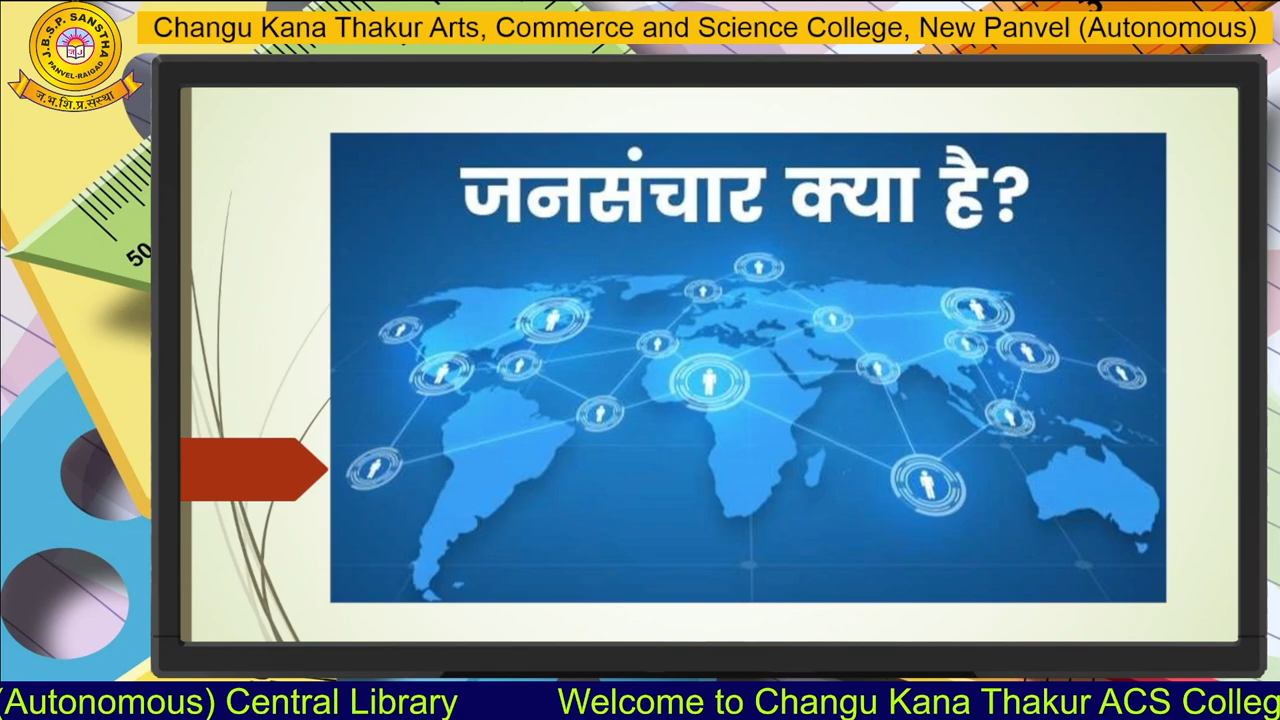 Changu Kana Thakur Arts, Commerce and Science College, New Panvel (Autonomous)
J.B.S.P. SANSTHA
PANVEL-RAIGAD
ज.भ.शि.प्र.संस्था
50
जनसंचार क्या है?
(Autonomous) Central Library Welcome to Changu Kana Thakur ACS Colleg